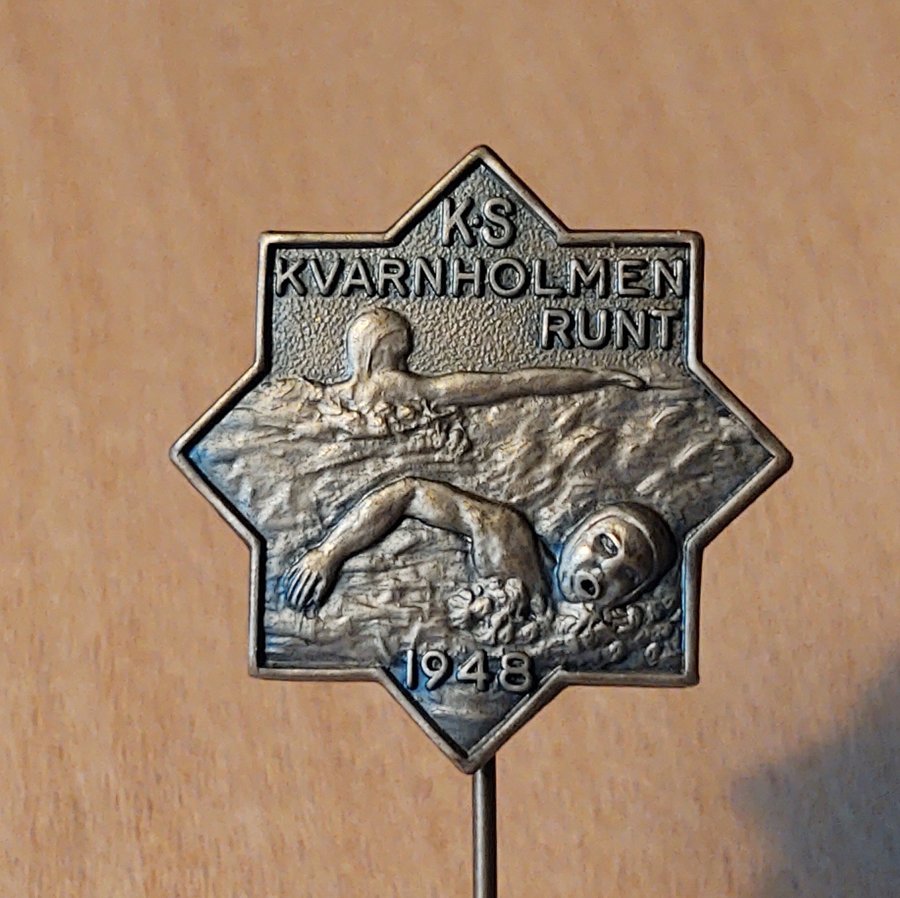 K.S
KVARNHOLMEN
RUNT
1948